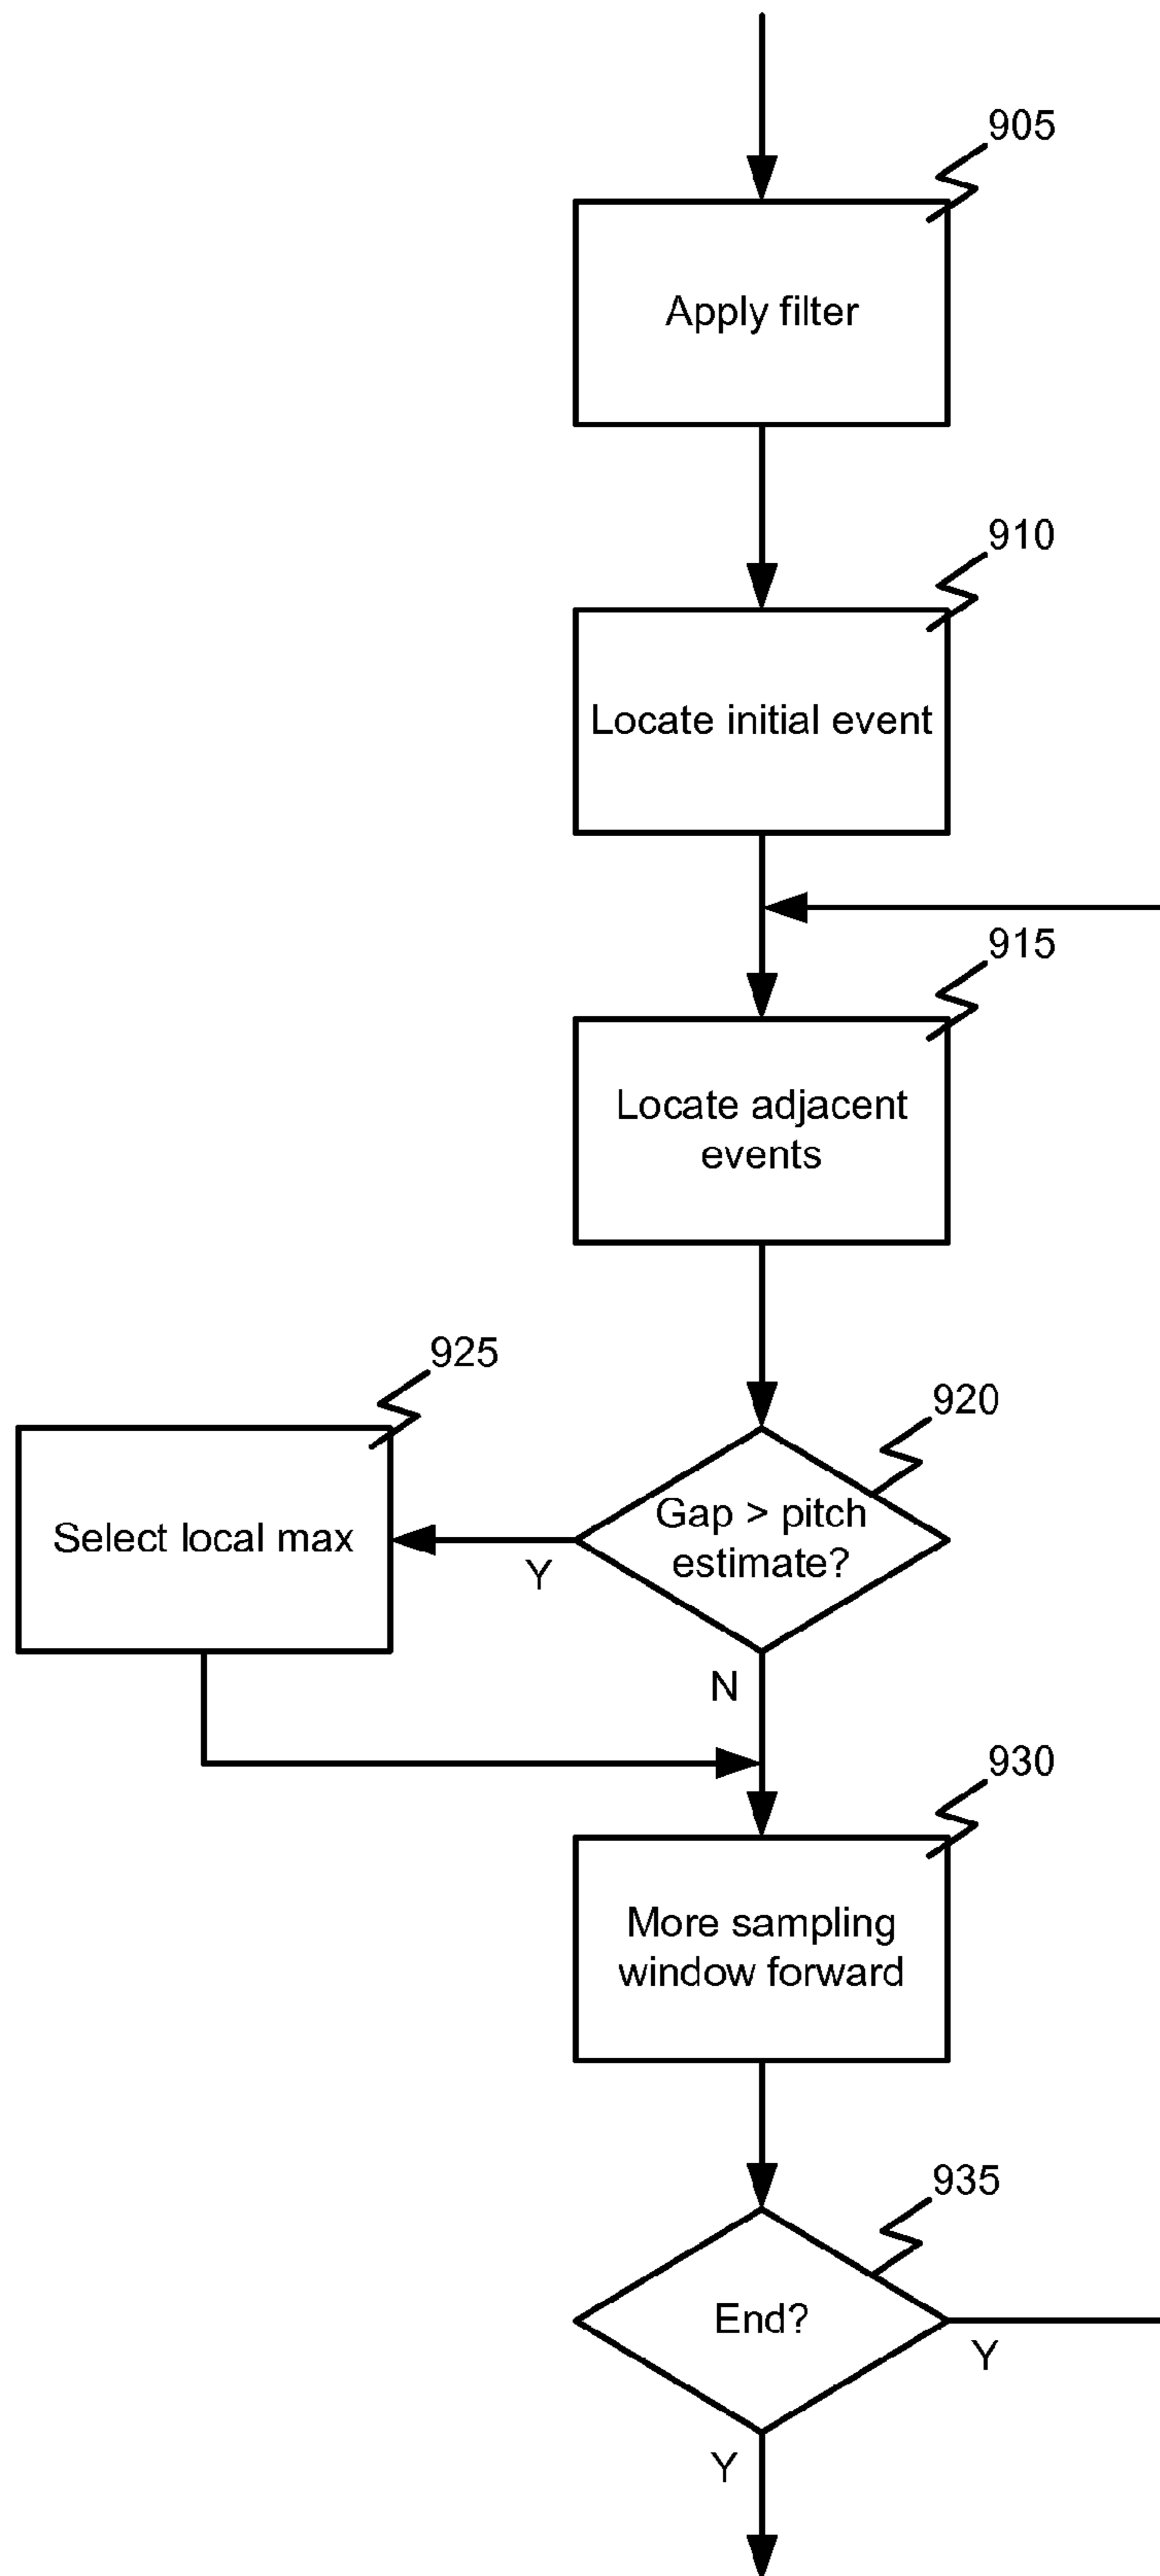 905
Apply filter
910
Locate initial event
915
Locate adjacent
events
925
920
Select local max
Gap > pitch
estimate?
Y
N
930
More sampling
window forward
935
End?
Y
Y